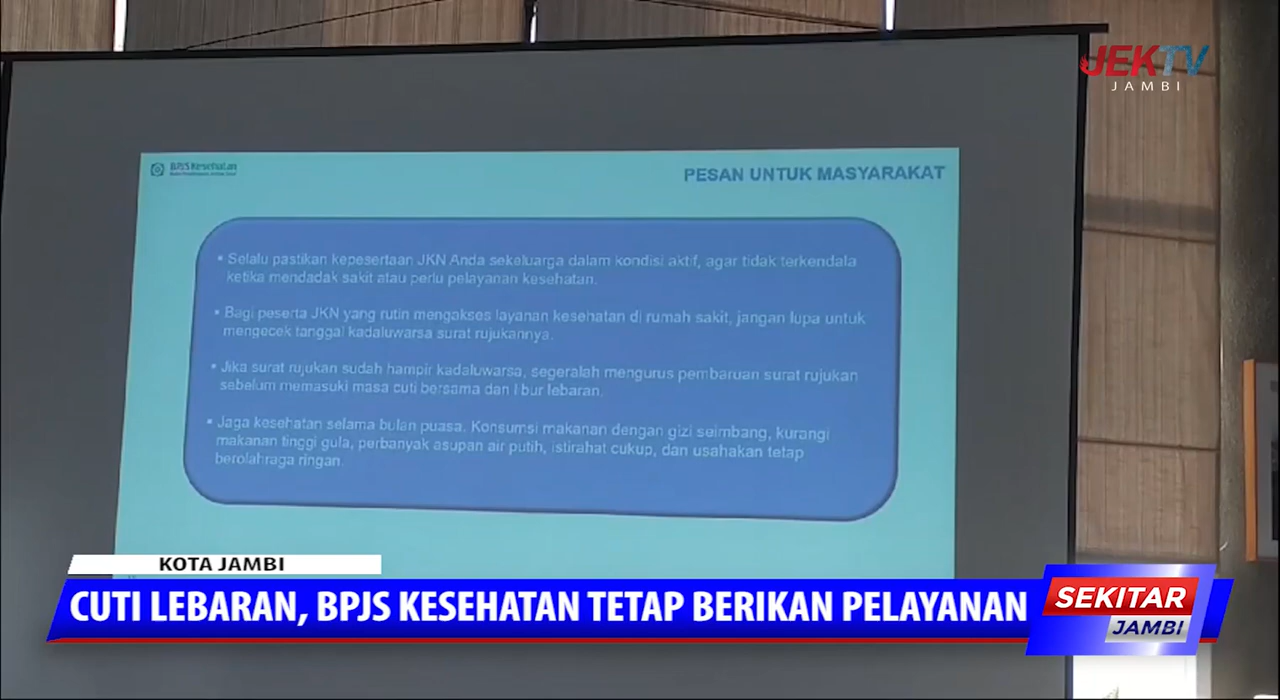 JEKTV
JAMBI
BPJS Kesehatan
PESAN UNTUK MASYARAKAT
• Selalu pastikan kepesertaan JKN Anda sekeluarga dalam kondisi aktif, agar tidak terkendala
ketika mendadak sakit atau perlu pelayanan kesehatan.
• Bagi peserta JKN yang rutin mengakses layanan kesehatan di rumah sakit, jangan lupa untuk
mengecek tanggal kadaluwarsa surat rujukannya.
• Jika surat rujukan sudah hampir kadaluwarsa, segeralah mengurus pembaruan surat rujukan
sebelum memasuki masa cuti bersama dan libur lebaran.
• Jaga kesehatan selama bulan puasa. Konsumsi makanan dengan gizi seimbang, kurangi
makanan tinggi gula, perbanyak asupan air putih, istirahat cukup, dan usahakan tetap
berolahraga ringan.
KOTA JAMBI
CUTI LEBARAN, BPJS KESEHATAN TETAP BERIKAN PELAYANAN
SEKITAR
JAMBI